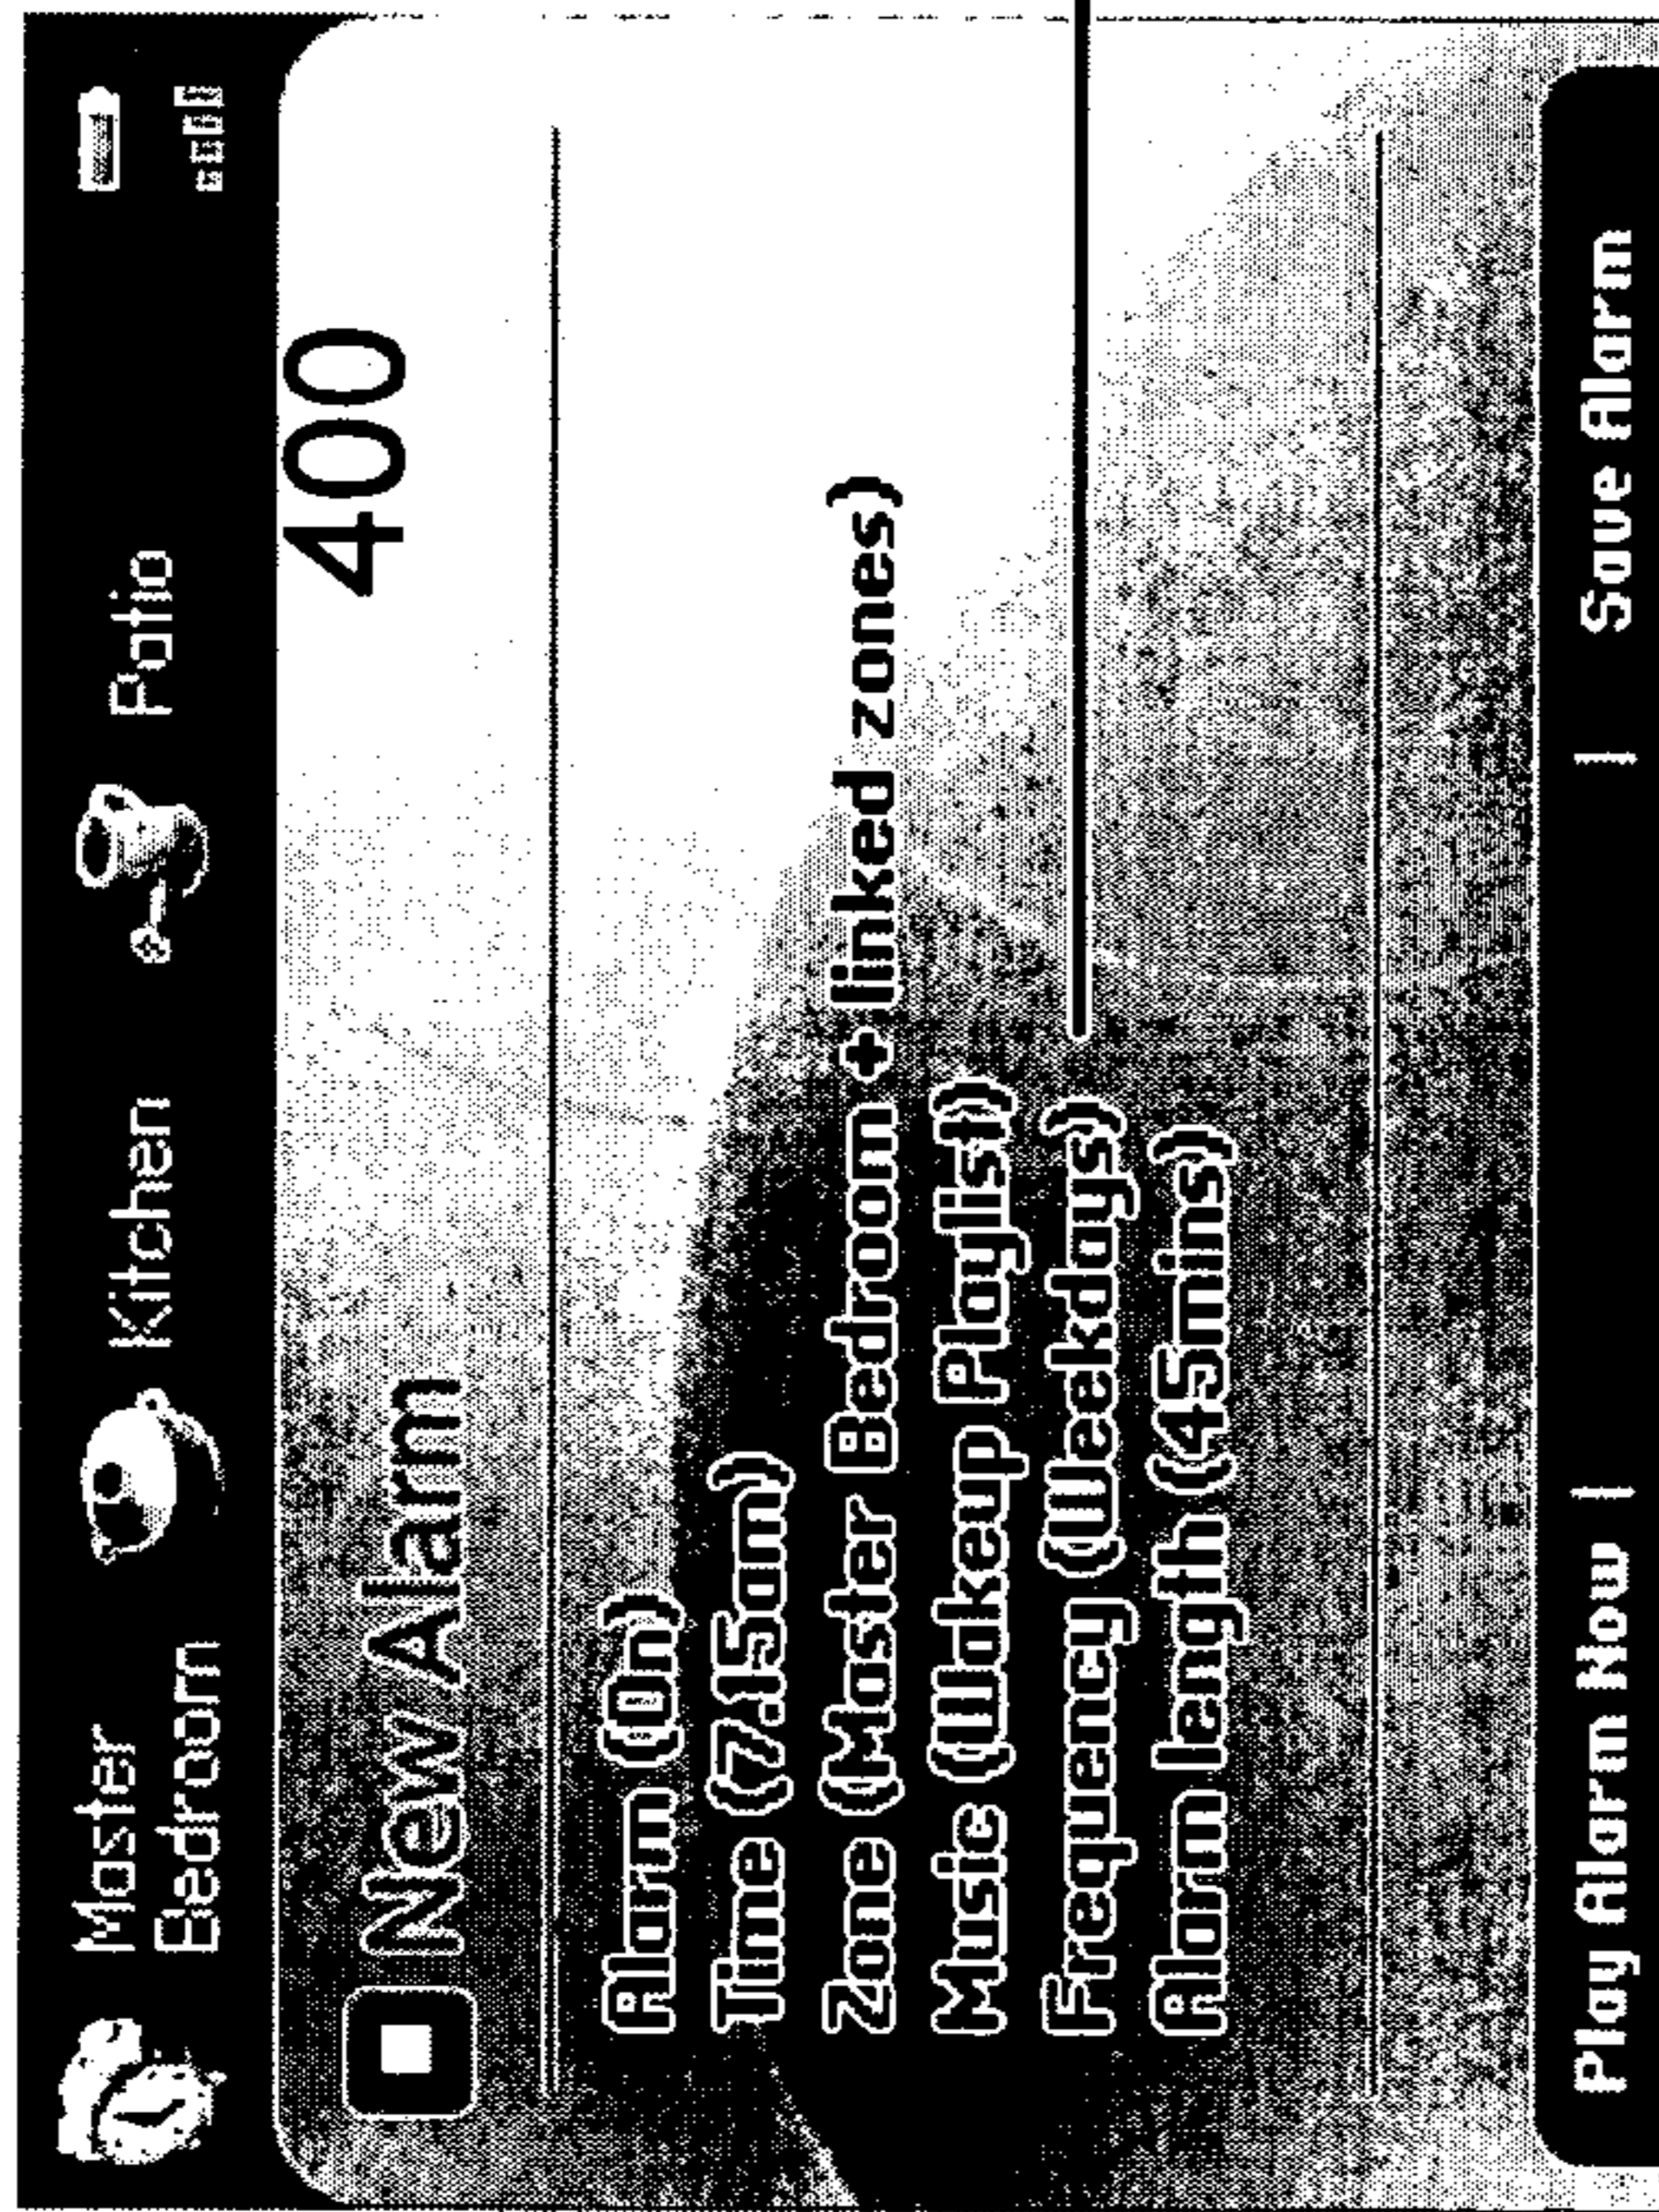 Master
Bedroom
Kitchen
Patio
400
New Alarm
Alarm (On)
Time (7.15am)
Zone (Master Bedroom + linked zones)
Music (Wakeup Playlist)
Frequency (Weekdays)
Alarm length (45mins)
Play Alarm Now | | Save Alarm